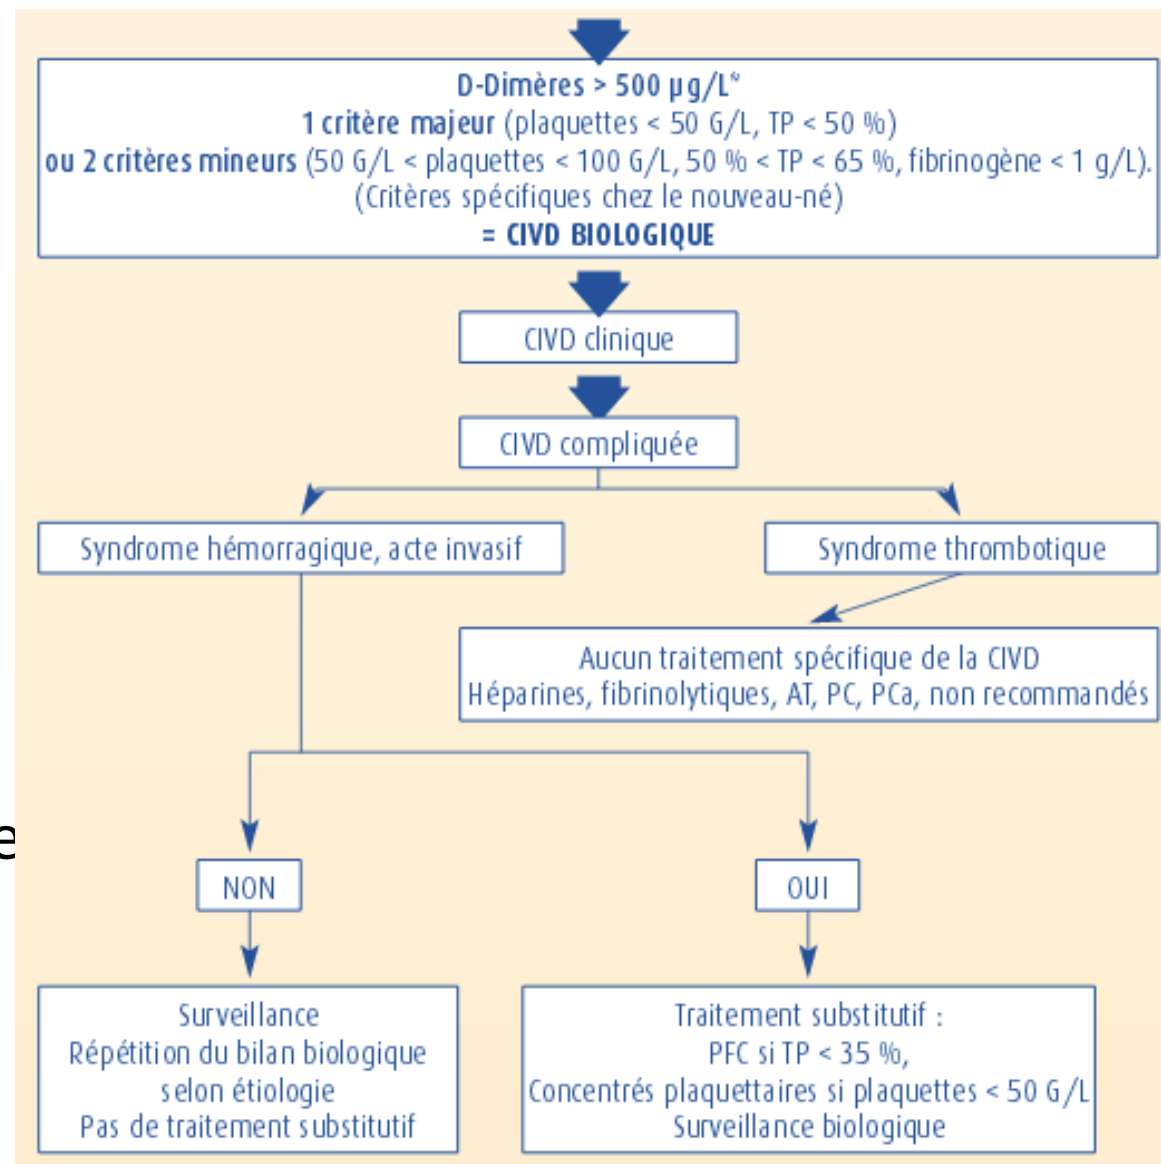 D-Dimères > 500 µg/L*
1 critère majeur (plaquettes < 50 G/L, TP < 50 %)
ou 2 critères mineurs (50 G/L < plaquettes < 100 G/L, 50 % < TP < 65 %, fibrinogène < 1 g/L).
(Critères spécifiques chez le nouveau-né)
= CIVD BIOLOGIQUE
CIVD clinique
CIVD compliquée
Syndrome hémorragique, acte invasif
Syndrome thrombotique
Aucun traitement spécifique de la CIVD
Héparines, fibrinolytiques, AT, PC, PCa, non recommandés
e
NON
OUI
Surveillance
Répétition du bilan biologique
selon étiologie
Pas de traitement substitutif
Traitement substitutif :
PFC si TP < 35 %,
Concentrés plaquettaires si plaquettes < 50 G/L
Surveillance biologique